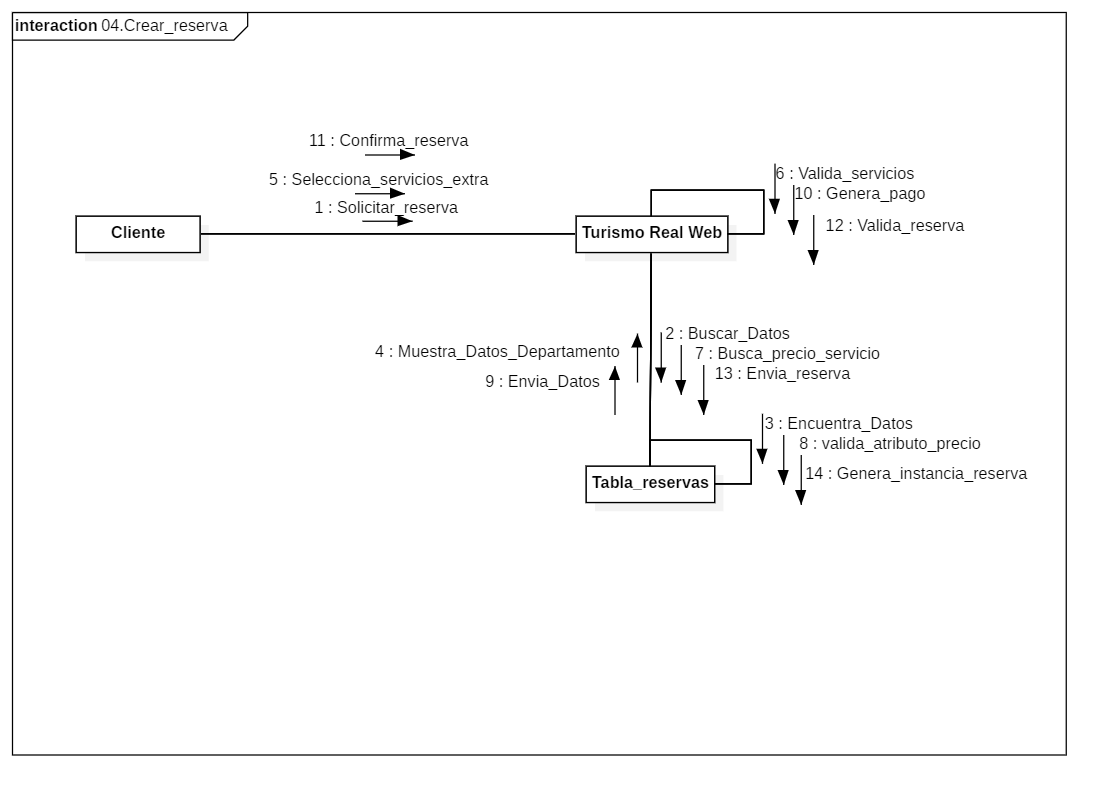 interaction 04.Crear_reserva
11 : Confirma_reserva
5 : Selecciona_servicios_extra
1 : Solicitar_reserva
6 : Valida_servicios
10 : Genera_pago
12 : Valida_reserva
Cliente
Turismo Real Web
2 : Buscar_Datos
4 : Muestra_Datos_Departamento
7 : Busca_precio_servicio
13 : Envia_reserva
9 : Envia_Datos
3 : Encuentra_Datos
8 : valida_atributo_precio
14 : Genera_instancia_reserva
Tabla_reservas